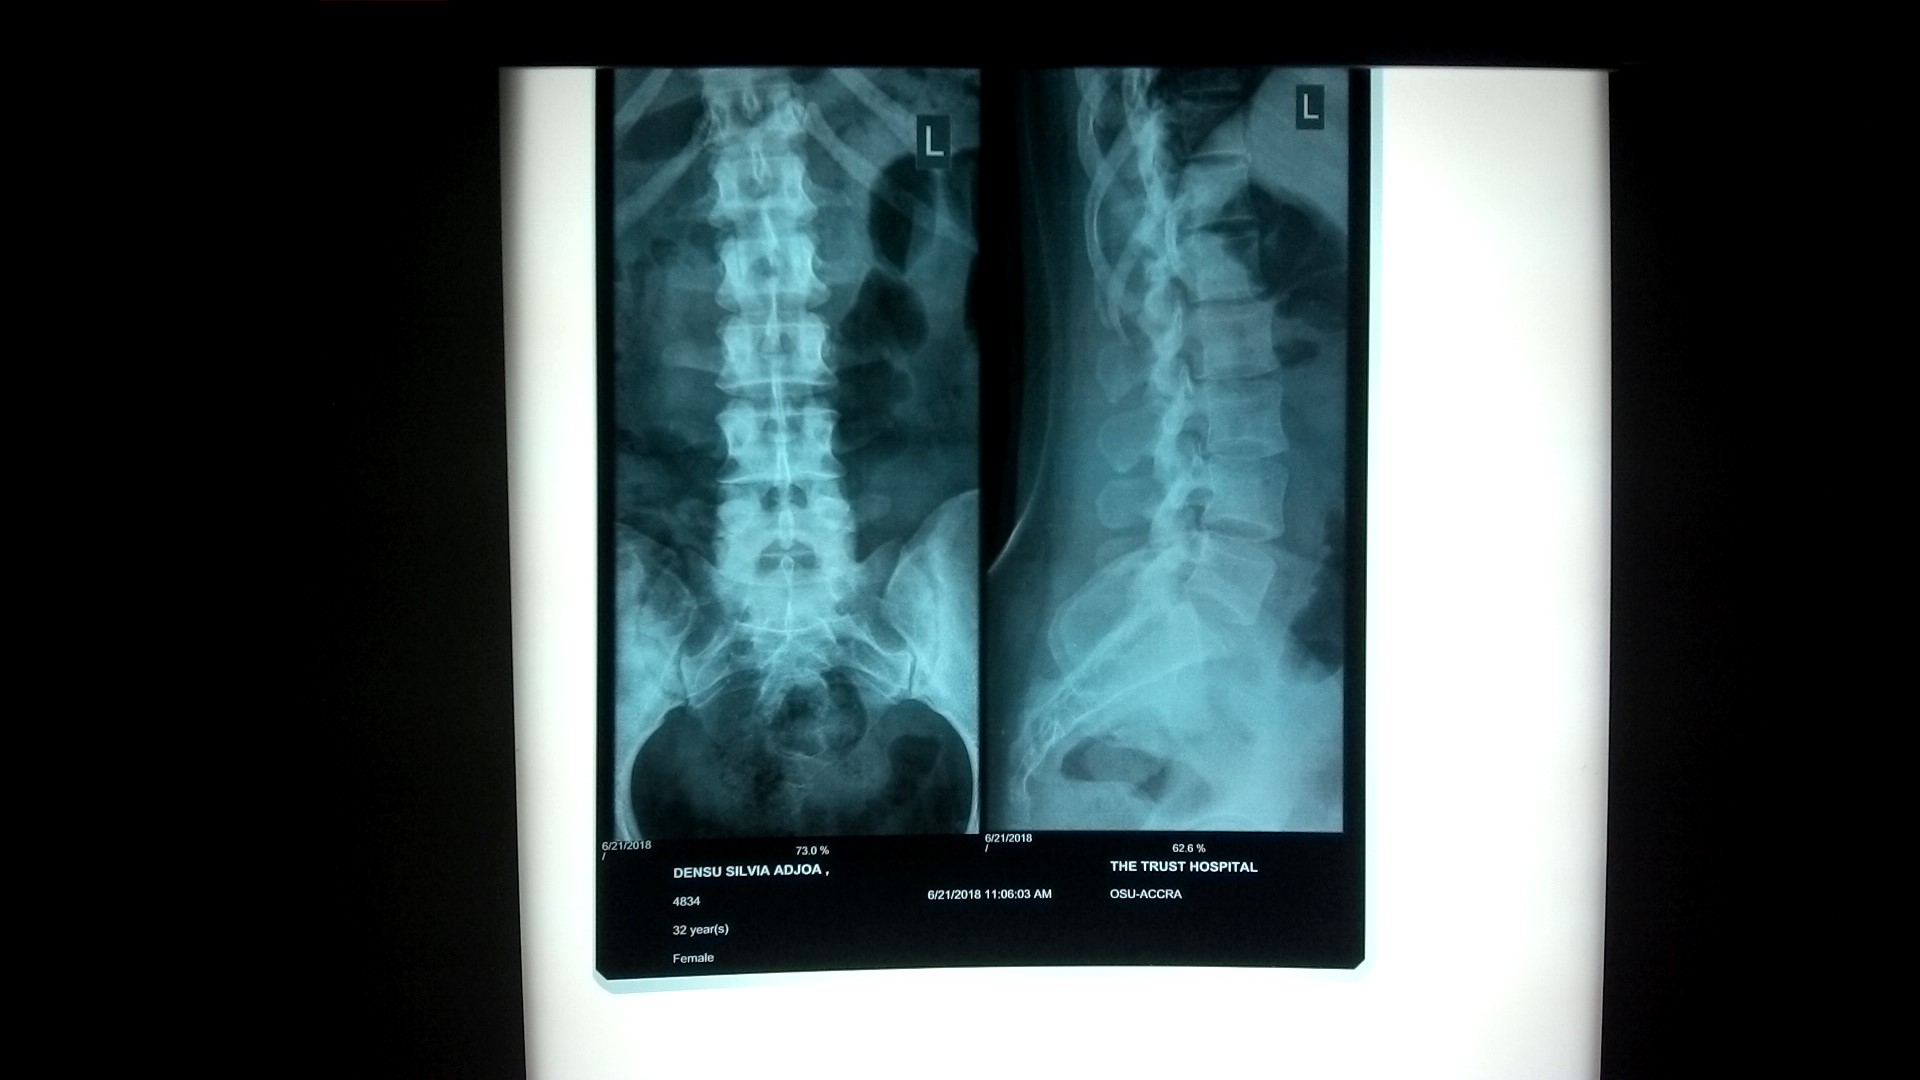 L
L
6/21/2018
/
73.0 %
6/21/2018
/
62.6 %
DENSU SILVIA ADJOA ,
THE TRUST HOSPITAL
4834
6/21/2018 11:06:03 AM
OSU-ACCRA
32 year(s)
Female